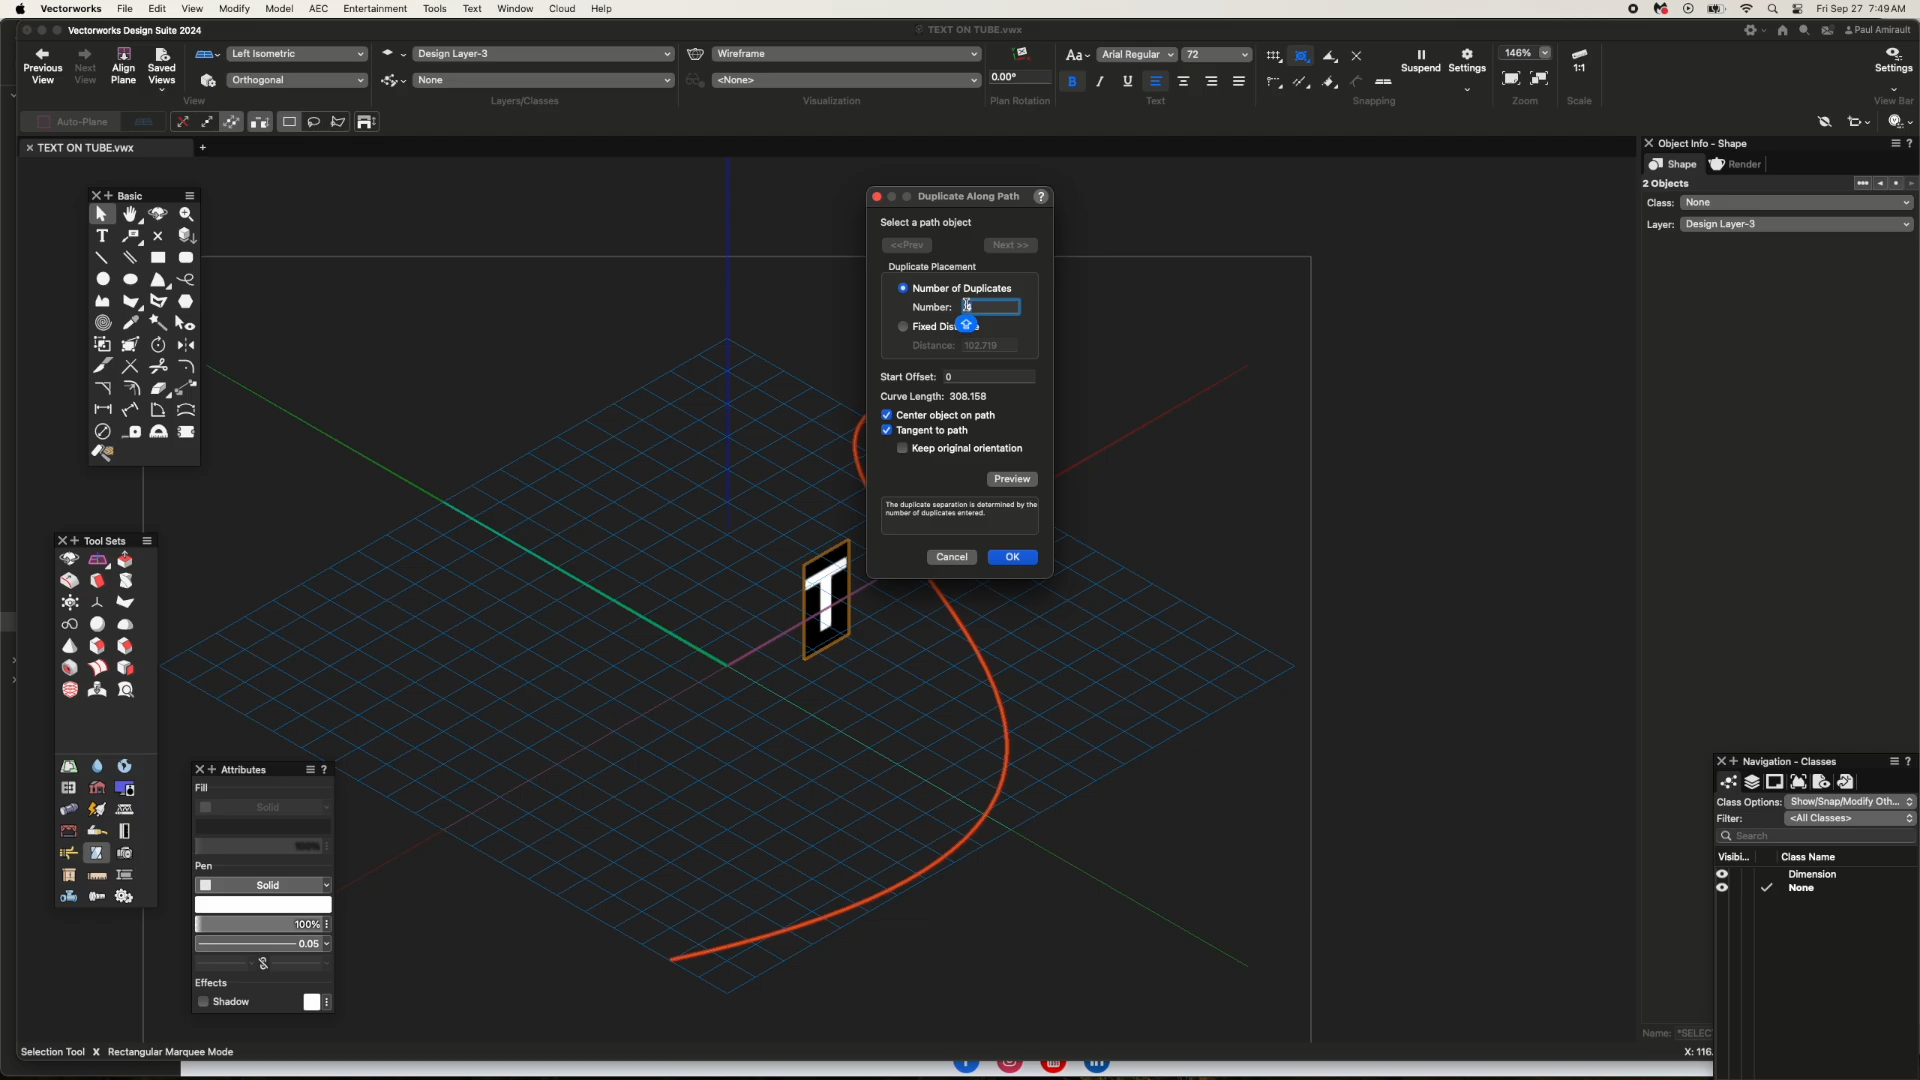 Vectorworks File Edit View Modify Model AEC Entertainment Tools Text Window Cloud Help Fri Sep 27 7:49 AM
Vectorworks Design Suite 2024
TEXT ON TUBE.vwx
Paul Amirault
Previous View
Next View
Align Plane
Saved Views
Left Isometric
Orthogonal
View
Design Layer-3
None
Layers/Classes
Wireframe
<None>
Visualization
0.00°
Plan Rotation
Aa Arial Regular 72
B I U
Text
Suspend
Settings
Snapping
146%
Zoom
1:1
Scale
Settings
View Bar
Auto-Plane
TEXT ON TUBE.vwx
Object Info - Shape
Shape Render
2 Objects
Class: None
Layer: Design Layer-3
Basic
T
Duplicate Along Path ?
Select a path object
<<Prev Next >>
Duplicate Placement
Number of Duplicates
Number:
Distance: 102.719
Start Offset: 0
Curve Length: 308.158
Center object on path
Tangent to path
Keep original orientation
Preview
The duplicate separation is determined by the
number of duplicates entered.
Cancel OK
T
Tool Sets
Attributes ?
Fill
Solid
100%
Pen
Solid
100%
0.05
Effects
Shadow
Navigation - Classes ?
Class Options: Show/Snap/Modify Oth...
Filter: <All Classes>
Search
Visibi... Class Name
Dimension
None
Name: *SELEC
Selection Tool X Rectangular Marquee Mode
X: 116.